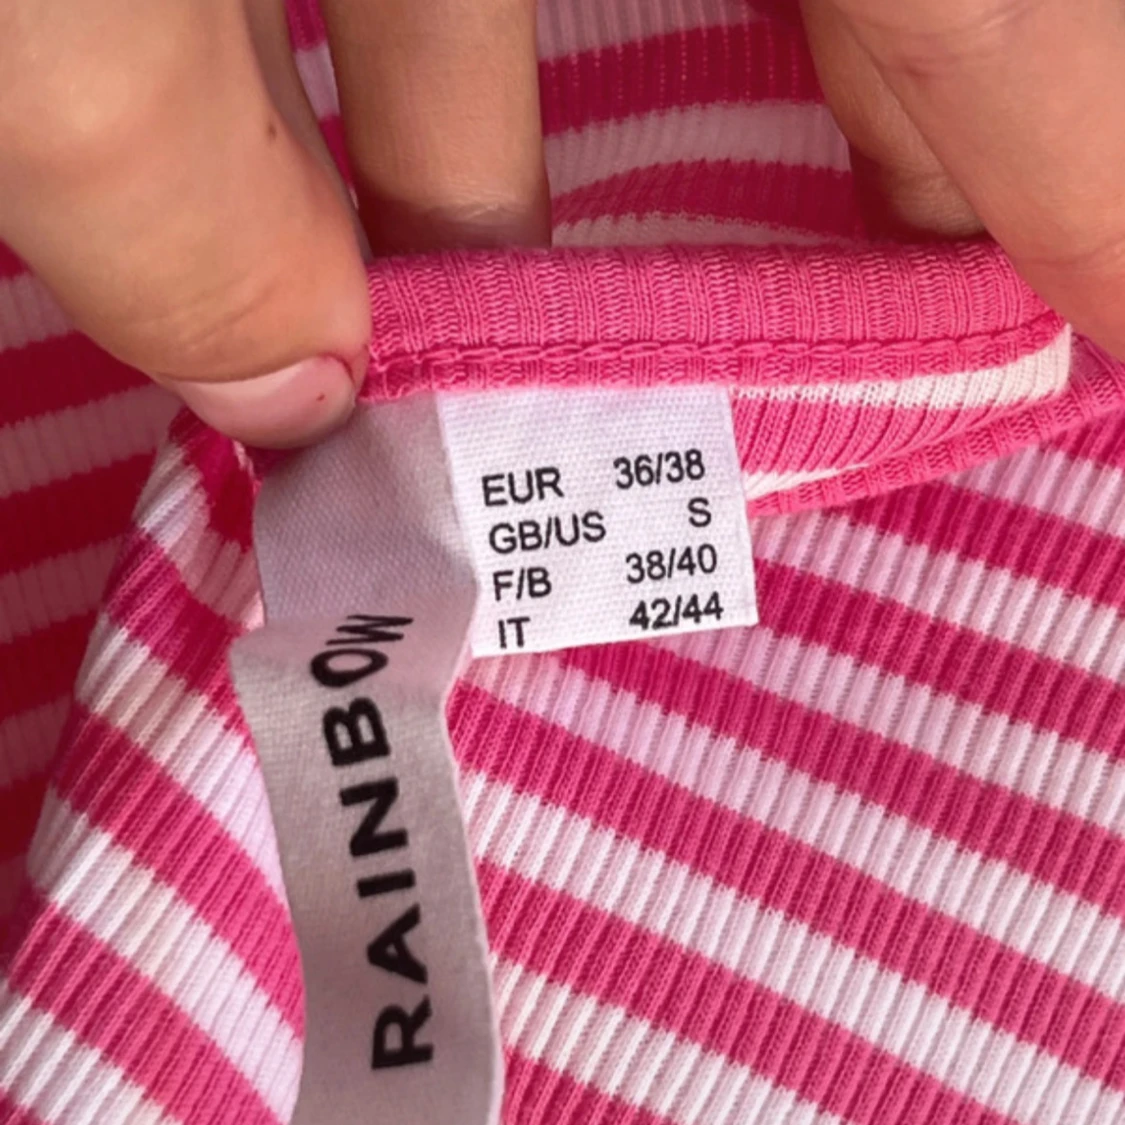 EUR 36/38
GB/US S
F/B 38/40
IT 42/44
RAINBOW